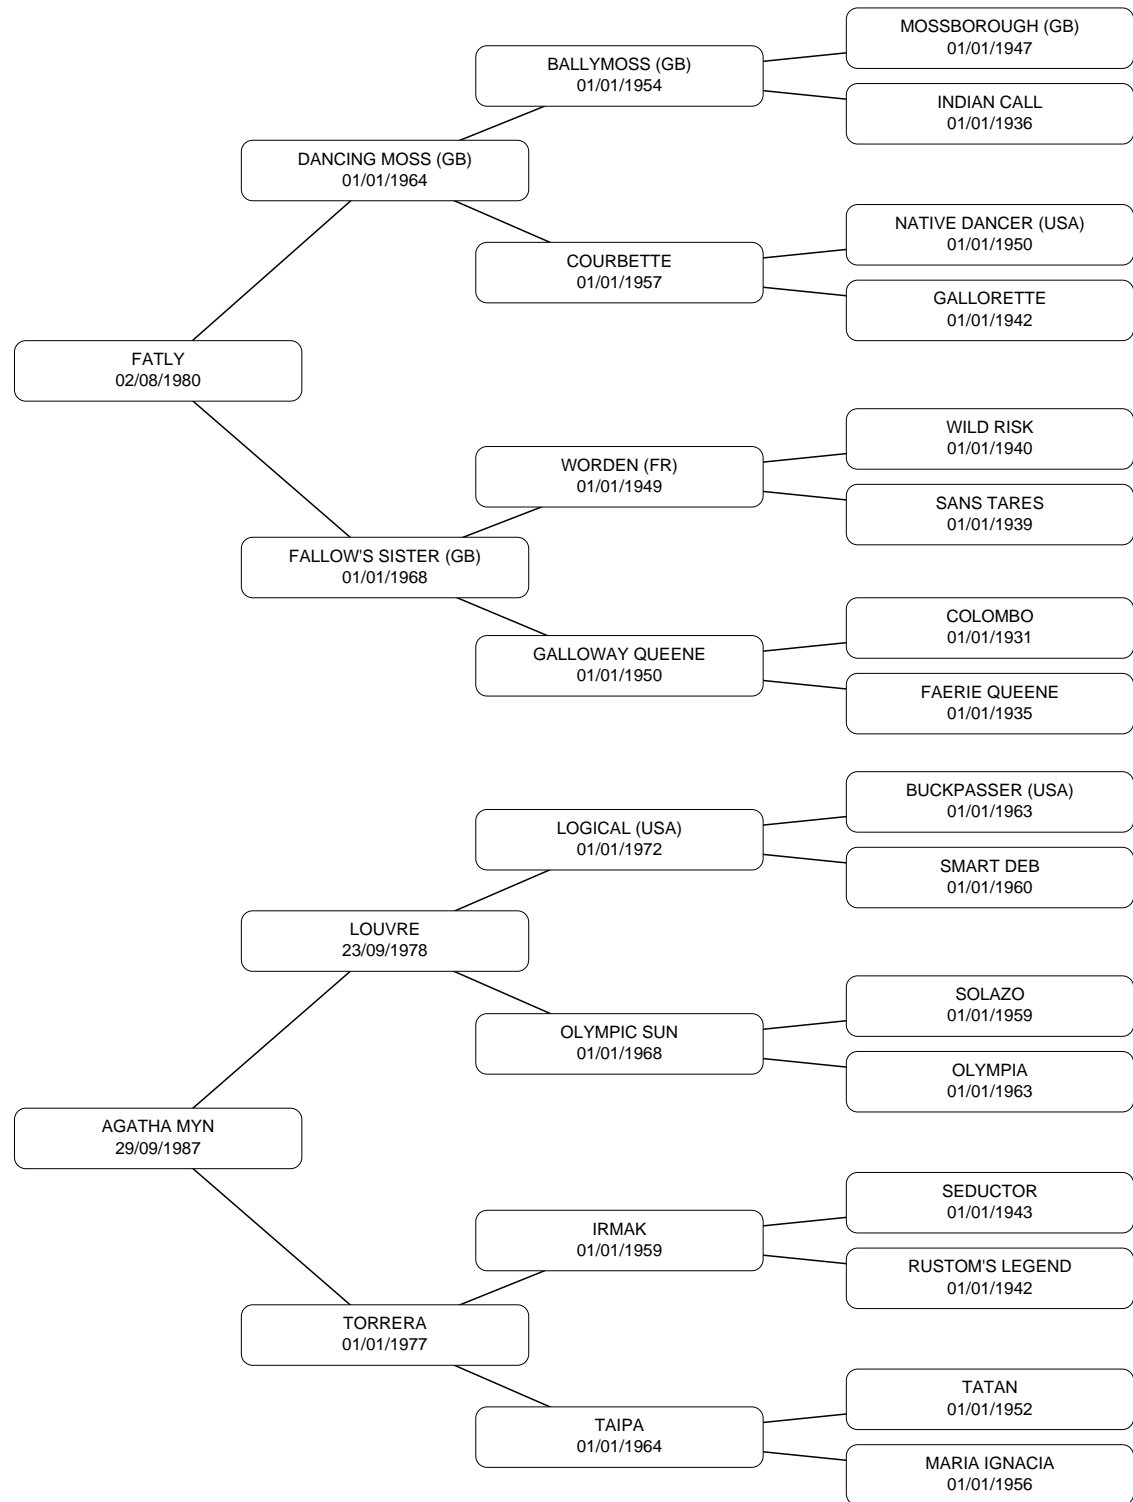 MOSSBOROUGH (GB)
01/01/1947
BALLYMOSS (GB)
01/01/1954
INDIAN CALL
01/01/1936
DANCING MOSS (GB)
01/01/1964
NATIVE DANCER (USA)
01/01/1950
COURBETTE
01/01/1957
GALLORETTE
01/01/1942
FATLY
02/08/1980
WILD RISK
01/01/1940
WORDEN (FR)
01/01/1949
SANS TARES
01/01/1939
FALLOW'S SISTER (GB)
01/01/1968
COLOMBO
01/01/1931
GALLOWAY QUEENE
01/01/1950
FAERIE QUEENE
01/01/1935
BUCKPASSER (USA)
01/01/1963
LOGICAL (USA)
01/01/1972
SMART DEB
01/01/1960
LOUVRE
23/09/1978
SOLAZO
01/01/1959
OLYMPIC SUN
01/01/1968
OLYMPIA
01/01/1963
AGATHA MYN
29/09/1987
SEDUCTOR
01/01/1943
IRMAK
01/01/1959
RUSTOM'S LEGEND
01/01/1942
TORRERA
01/01/1977
TATAN
01/01/1952
TAIPA
01/01/1964
MARIA IGNACIA
01/01/1956